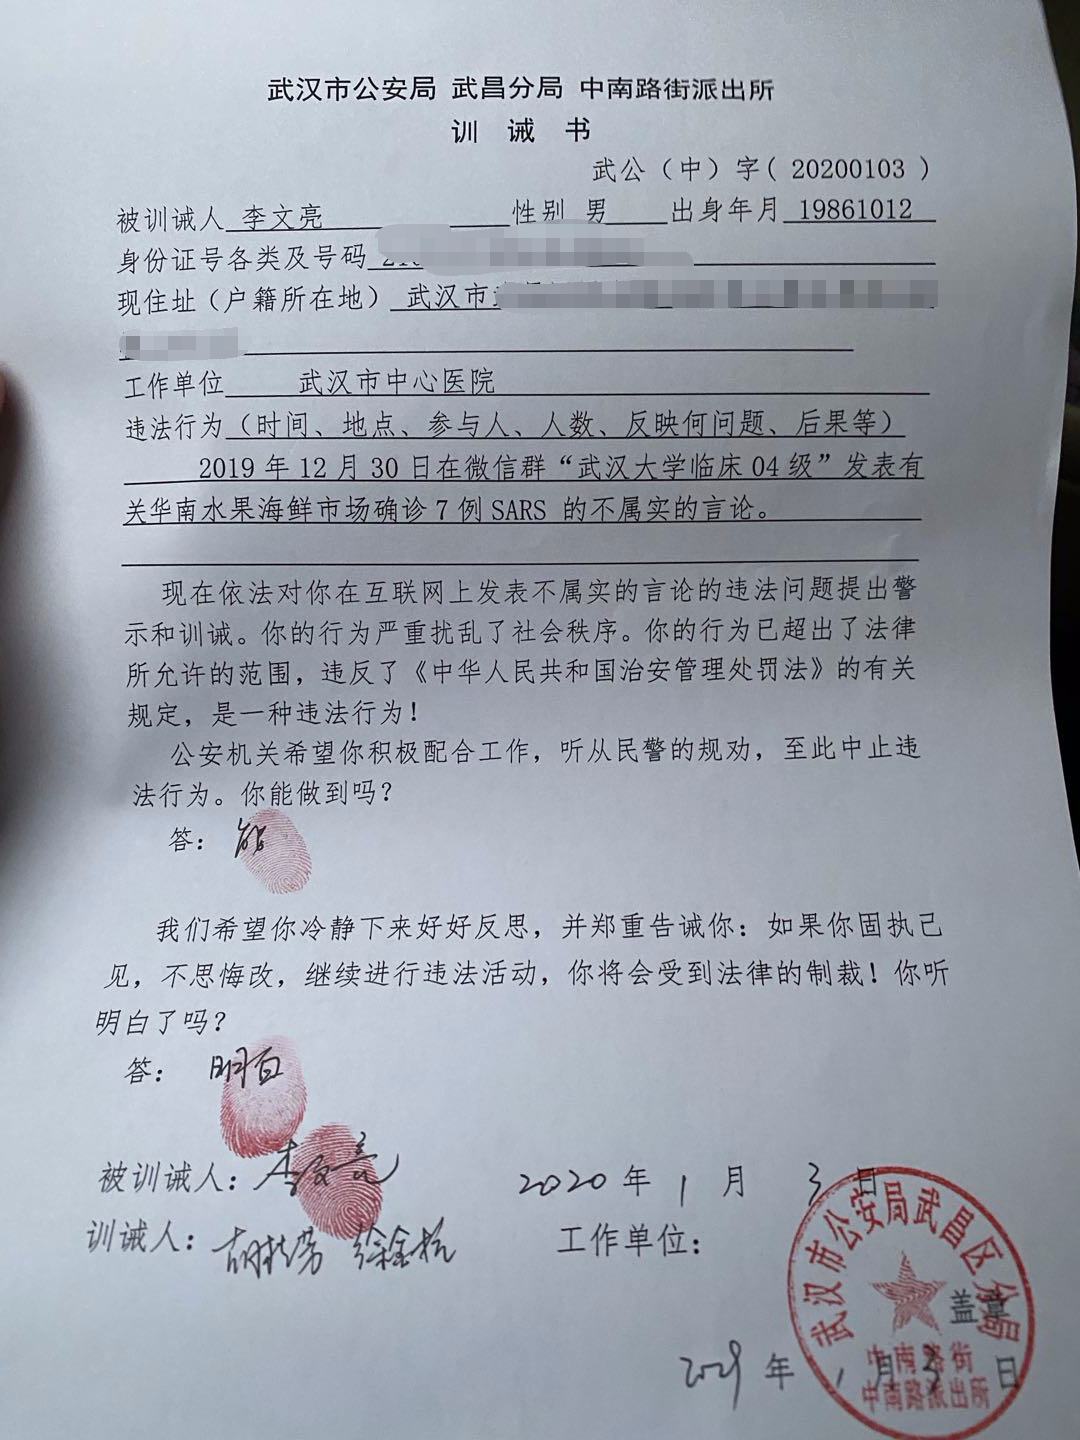 武汉市公安局 武昌分局 中南路街派出所
训 诫 书
武公（中）字( 20200103 )
被训诫人 李文亮 性别 男 出身年月 19861012
身份证号各类及号码
现住址（户籍所在地） 武汉市
工作单位 武汉市中心医院
违法行为（时间、地点、参与人、人数、反映何问题、后果等）
2019 年 12 月 30 日在微信群“武汉大学临床 04 级”发表有
关华南水果海鲜市场确诊 7 例 SARS 的不属实的言论。
现在依法对你在互联网上发表不属实的言论的违法问题提出警
示和训诫。你的行为严重扰乱了社会秩序。你的行为已超出了法律
所允许的范围，违反了《中华人民共和国治安管理处罚法》的有关
规定，是一种违法行为！
公安机关希望你积极配合工作，听从民警的规劝，至此中止违
法行为。你能做到吗？
答： 能
我们希望你冷静下来好好反思，并郑重告诫你：如果你固执己
见，不思悔改，继续进行违法活动，你将会受到法律的制裁！你听
明白了吗？
答： 明白
被训诫人：李文亮 2020 年 1 月 3 日
训诫人：胡桂芳 徐金杭 工作单位：
武汉市公安局武昌区分局
盖章
中南路街
中南路派出所
年 1 月 3 日